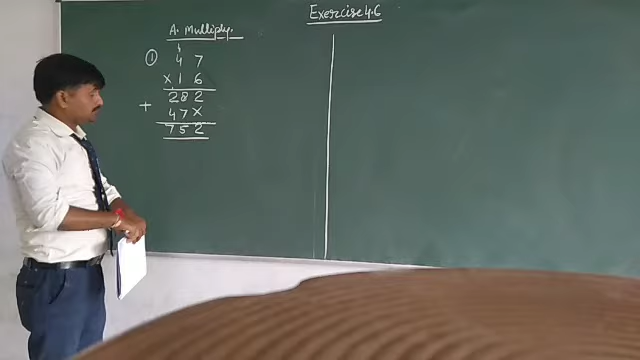 Exercise 4.6
A. Multiply.
① 4 7
× 1 6
2 8 2
+ 4 7 ×
7 5 2